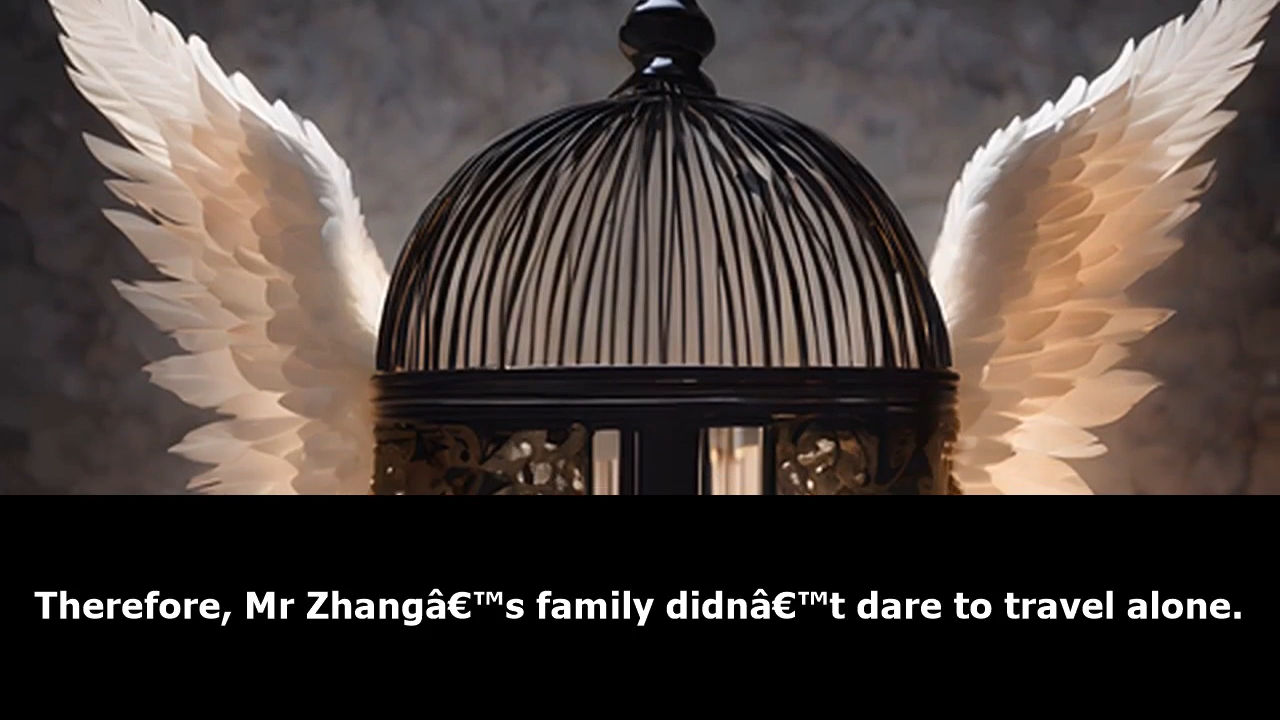 Therefore, Mr Zhangâ€™s family didnâ€™t dare to travel alone.